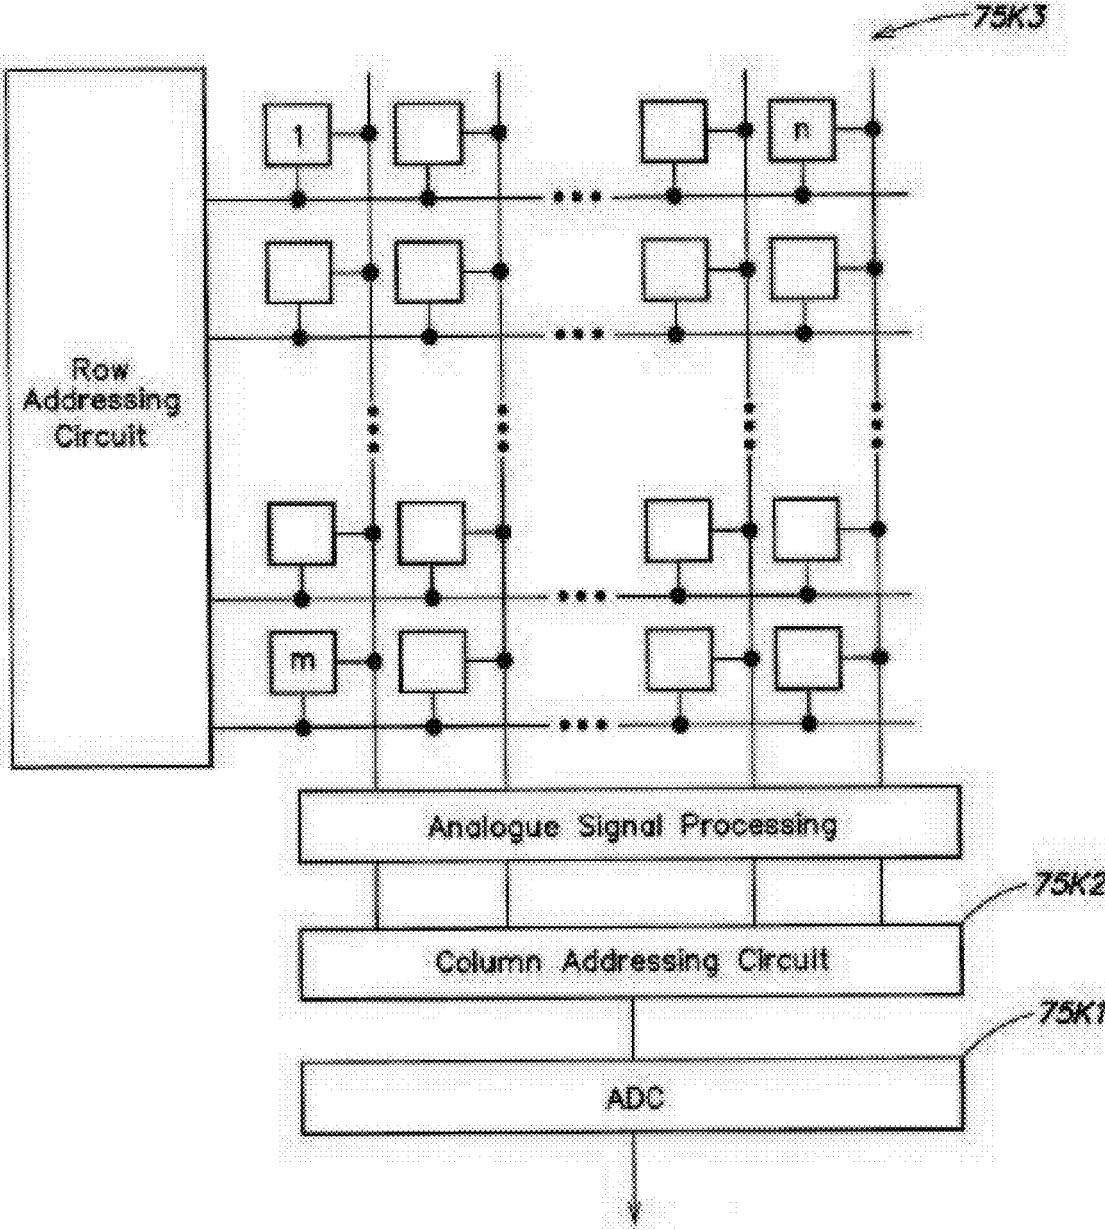 75K3
1
n
Row
Addressing
Circuit
m
Analogue Signal Processing
75K2
Column Addressing Circuit
75K1
ADC